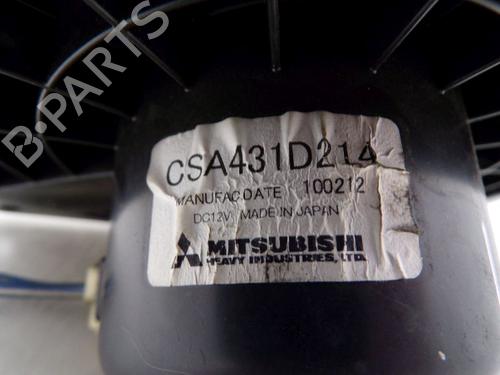 B-PARTS
CSA431D214
MANUFAC.DATE 100212
DC12V MADE IN JAPAN
MITSUBISHI
HEAVY INDUSTRIES, LTD.